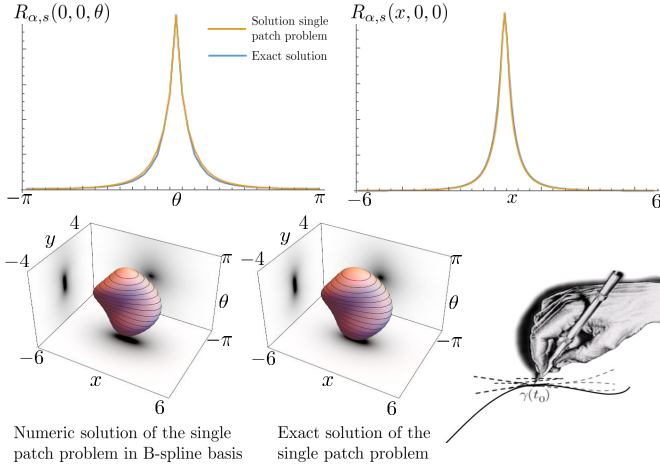 R_{α,s}(0, 0, θ)
R_{α,s}(x, 0, 0)
Solution single
patch problem
Exact solution
−π
θ
π
−6
x
6
4
y
−4
π
θ
−π
−6
x
6
4
y
−4
π
θ
−π
−6
x
6
γ(t_0)
Numeric solution of the single
patch problem in B-spline basis
Exact solution of the
single patch problem